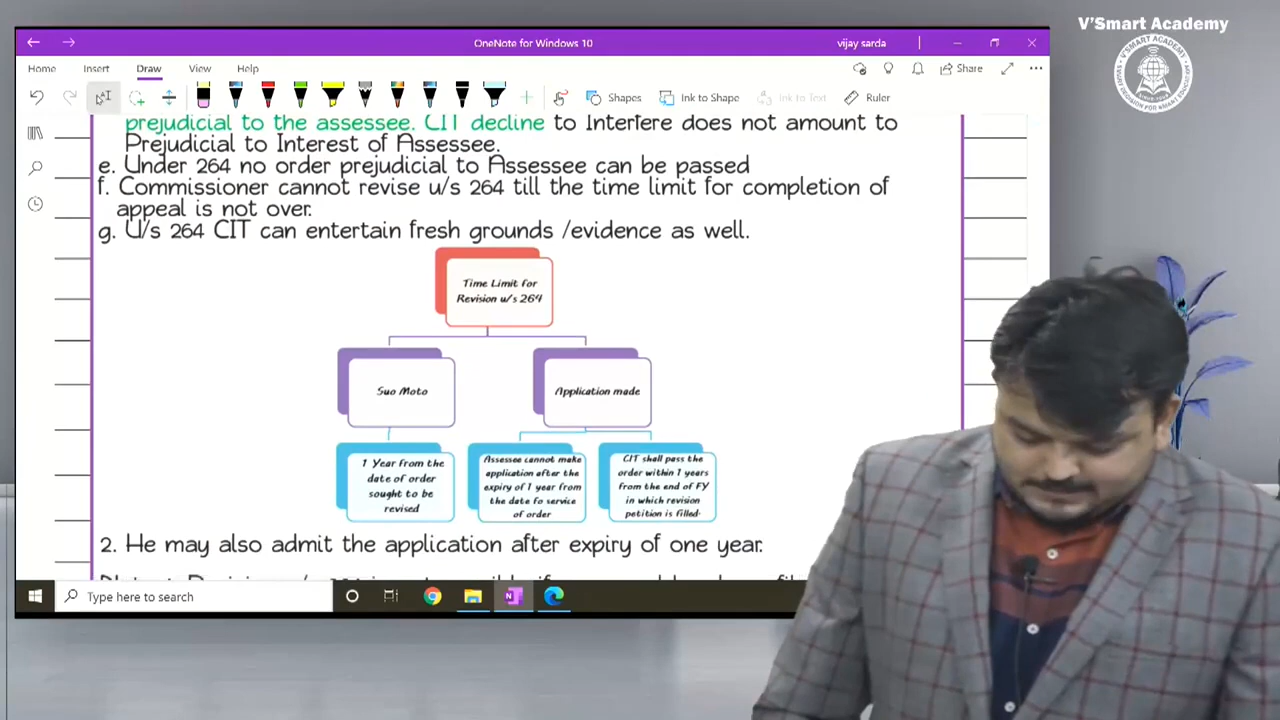 V'Smart Academy
OneNote for Windows 10
vijay sarda
Home Insert Draw View Help
Share
Shapes Ink to Shape Ink to Text Ruler
prejudicial to the assessee. CIT decline to Interfere does not amount to
Prejudicial to Interest of Assessee.
e. Under 264 no order prejudicial to Assessee can be passed
f. Commissioner cannot revise u/s 264 till the time limit for completion of
appeal is not over.
g. U/s 264 CIT can entertain fresh grounds /evidence as well.
Time Limit for
Revision u/s 264
Suo Moto
Application made
1 Year from the
date of order
sought to be
revised
Assessee cannot make
application after the
expiry of 1 year from
the date fo service
of order
CIT shall pass the
order within 1 years
from the end of FY
in which revision
petition is filled.
2. He may also admit the application after expiry of one year.
Type here to search